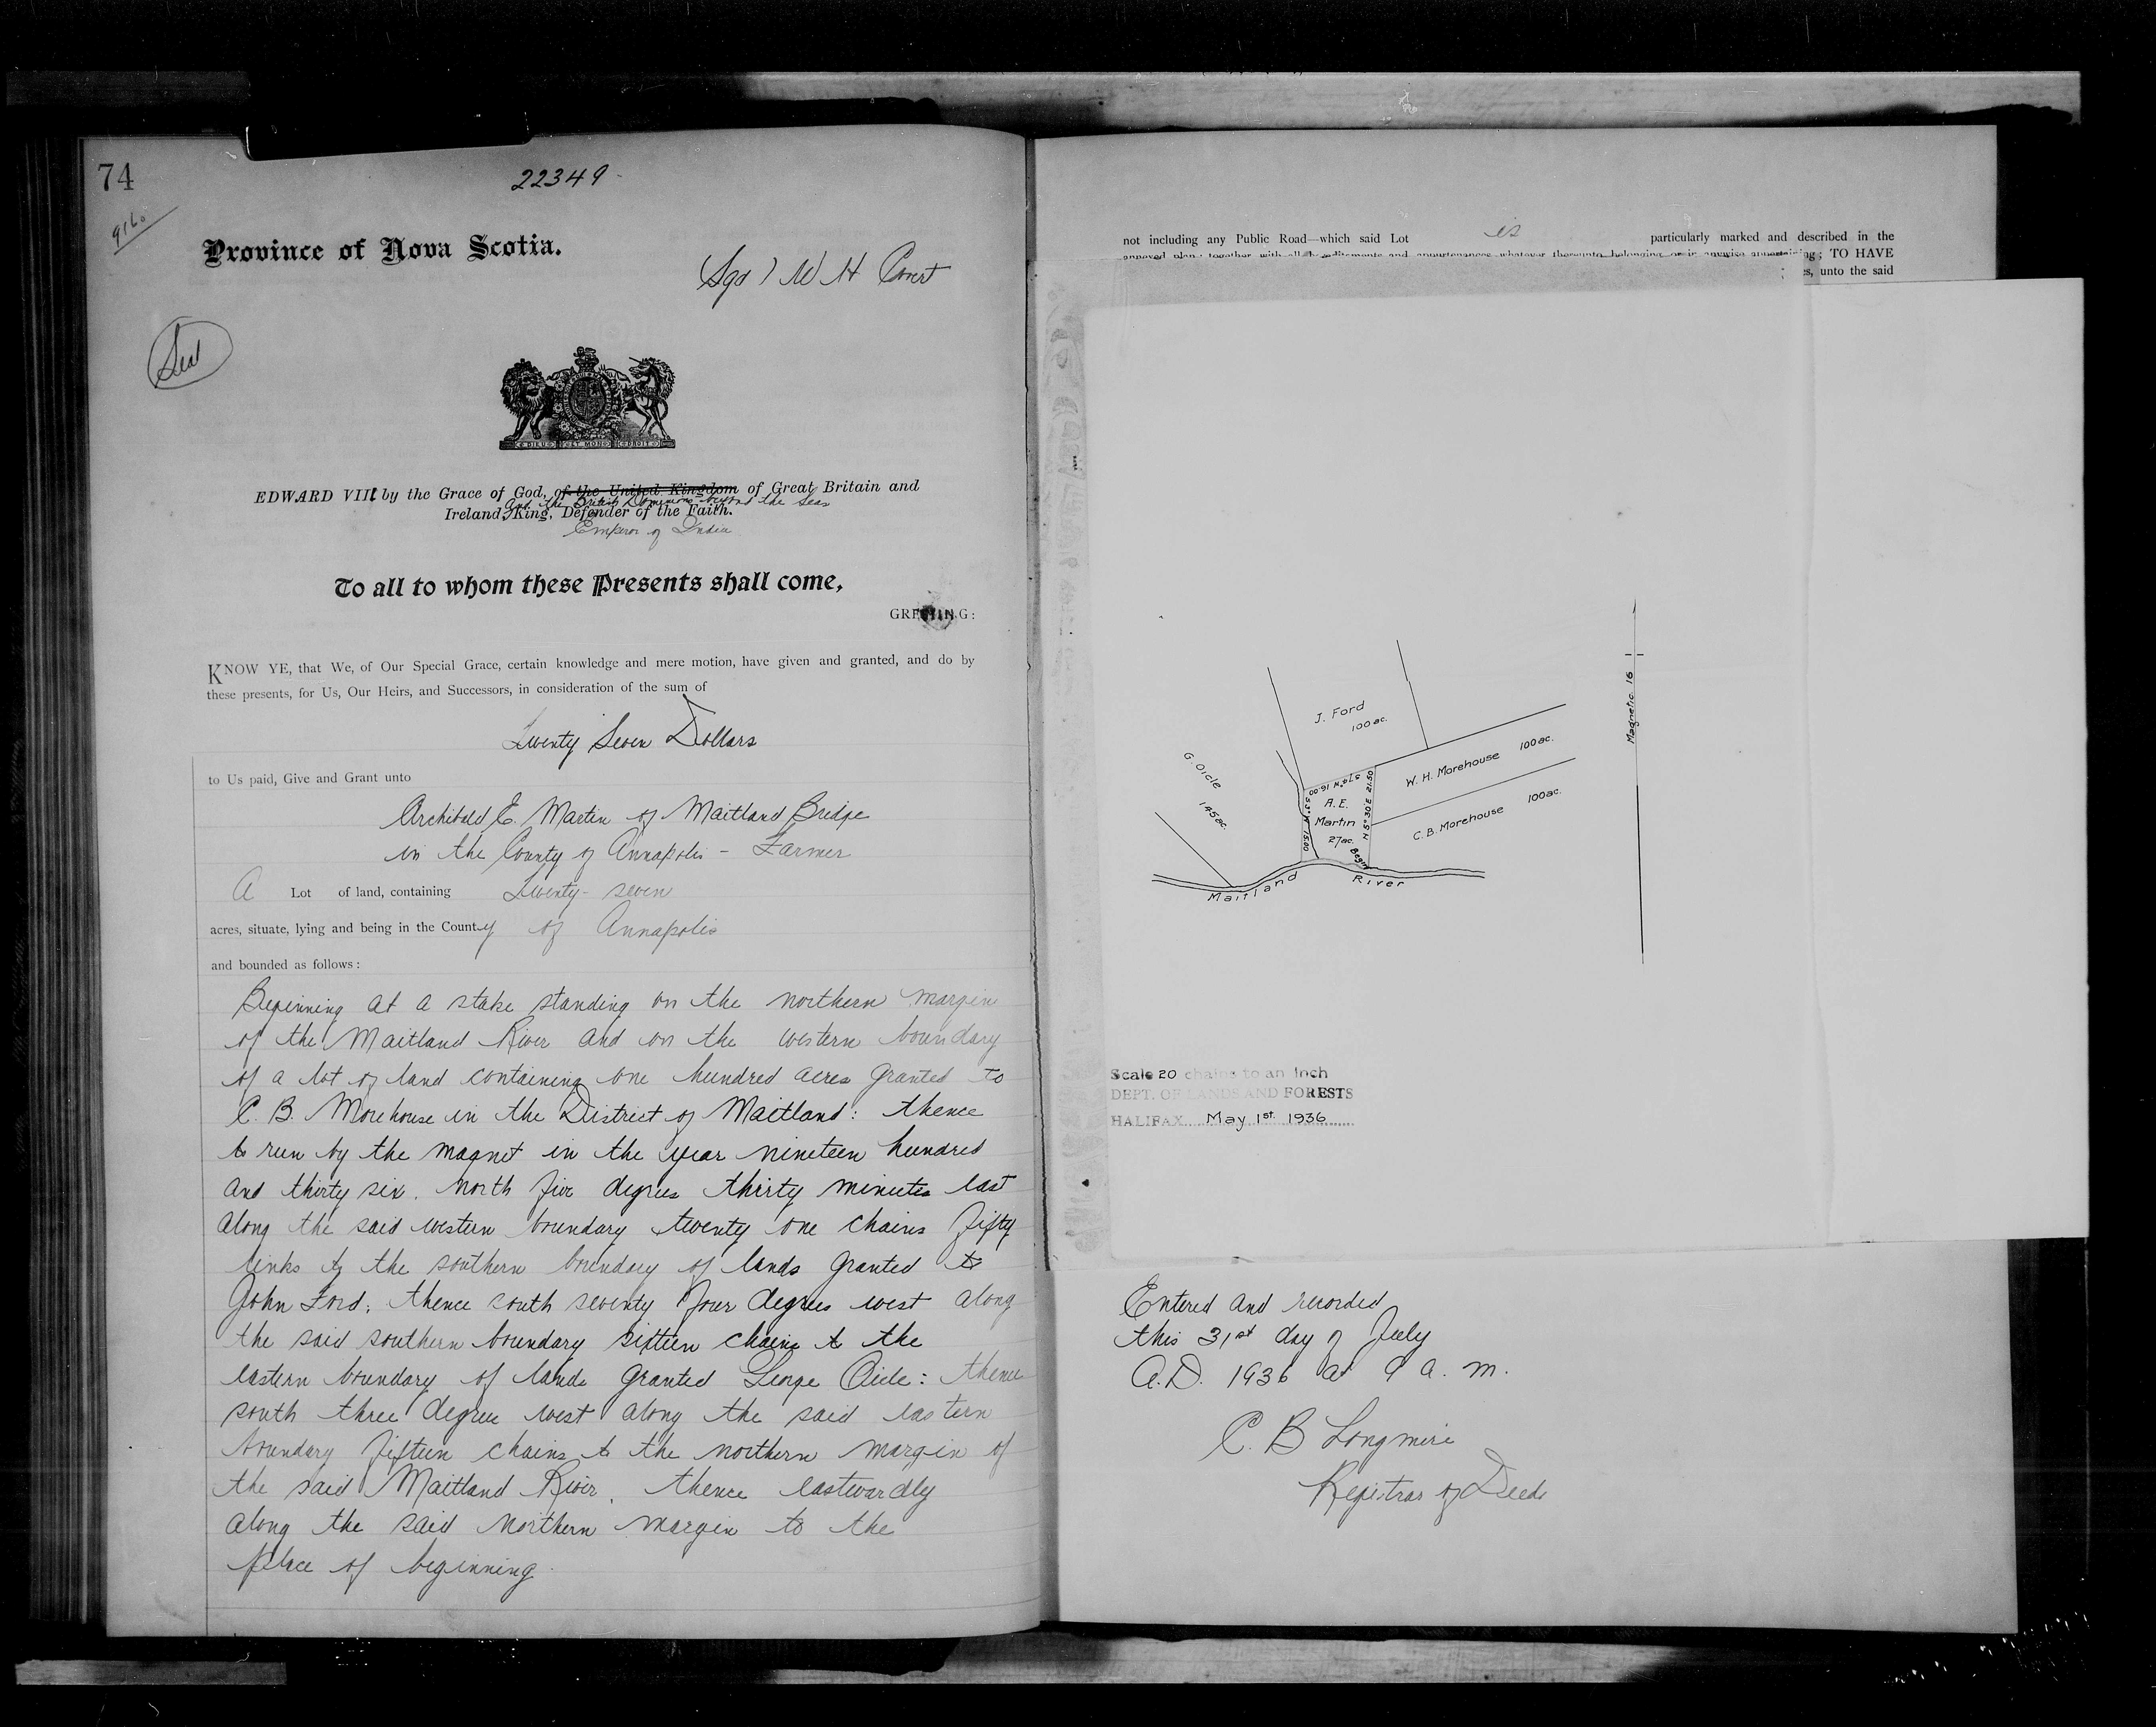 74
22349
9160
Province of Nova Scotia.
(Sgd) W H Covert
DIEU ET MON DROIT
EDWARD VIII by the Grace of God, of the United Kingdom of Great Britain and
and the British Dominions beyond the Seas
Ireland, King, Defender of the Faith.
Emperor of India
To all to whom these Presents shall come,
GREETING:
KNOW YE, that We, of Our Special Grace, certain knowledge and mere motion, have given and granted, and do by
these presents, for Us, Our Heirs, and Successors, in consideration of the sum of
Twenty Seven Dollars
to Us paid, Give and Grant unto
Archibald E. Martin of Maitland Bridge
in the County of Annapolis - Farmer
A Lot of land, containing Twenty-seven
acres, situate, lying and being in the County of Annapolis
and bounded as follows:
Beginning at a stake standing on the northern margin
of the Maitland River and on the western boundary
of a lot of land containing one hundred acres granted to
C. B. Morehouse in the District of Maitland: thence
to run by the magnet in the year nineteen hundred
and thirty six. North five degrees thirty minutes east
along the said western boundary twenty one chains fifty
links to the southern boundary of lands granted to
John Ford; thence south seventy four degrees west along
the said southern boundary sixteen chains to the
eastern boundary of lands granted George Oicle: thence
south three degree west along the said eastern
boundary fifteen chains to the northern margin of
the said Maitland River, thence eastwardly
along the said northern margin to the
place of beginning.
not including any Public Road—which said Lot is particularly marked and described in the
annexed plan; together with all hereditaments and appurtenances whatever thereunto belonging or in anywise appertaining; TO HAVE
unto the said
J. Ford
100 ac.
G. Oicle
145 ac.
S 74° W 16.00
A. E.
Martin
27 ac.
S 3° W 15.00
N 5° 30' E 21.50
Begin
W. H. Morehouse 100 ac.
C. B. Morehouse 100 ac.
Maitland River
Magnetic 16
Scale 20 chains to an inch
DEPT. OF LANDS AND FORESTS
HALIFAX May 1st. 1936
Entered and recorded
this 31st day of July
A.D. 1936 at 9 a. m.
C. B Longmire
Registrar of Deeds